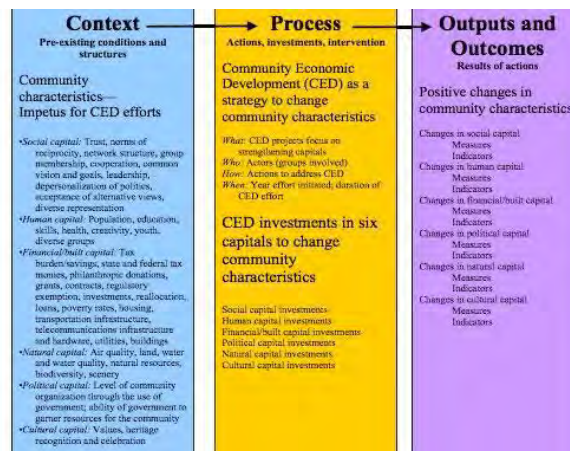 Context
Pre-existing conditions and
structures
Community
characteristics—
Impetus for CED efforts
•Social capital: Trust, norms of
reciprocity, network structure, group
membership, cooperation, common
vision and goals, leadership,
depersonalization of politics,
acceptance of alternative views,
diverse representation
•Human capital: Population, education,
skills, health, creativity, youth,
diverse groups
•Financial/built capital: Tax
burden/savings, state and federal tax
monies, philanthropic donations,
grants, contracts, regulatory
exemption, investments, reallocation,
loans, poverty rates, housing,
transportation infrastructure,
telecommunications infrastructure
and hardware, utilities, buildings
•Natural capital: Air quality, land, water
and water quality, natural resources,
biodiversity, scenery
•Political capital: Level of community
organization through the use of
government; ability of government to
garner resources for the community
•Cultural capital: Values, heritage
recognition and celebration
Process
Actions, investments, intervention
Community Economic
Development (CED) as a
strategy to change
community characteristics
What: CED projects focus on
strengthening capitals
Who: Actors (groups involved)
How: Actions to address CED
When: Year effort initiated; duration of
CED effort
CED investments in six
capitals to change
community
characteristics
Social capital investments
Human capital investments
Financial/built capital investments
Political capital investments
Natural capital investments
Cultural capital investments
Outputs and
Outcomes
Results of actions
Positive changes in
community characteristics
Changes in social capital
Measures
Indicators
Changes in human capital
Measures
Indicators
Changes in financial/built capital
Measures
Indicators
Changes in political capital
Measures
Indicators
Changes in natural capital
Measures
Indicators
Changes in cultural capital
Measures
Indicators